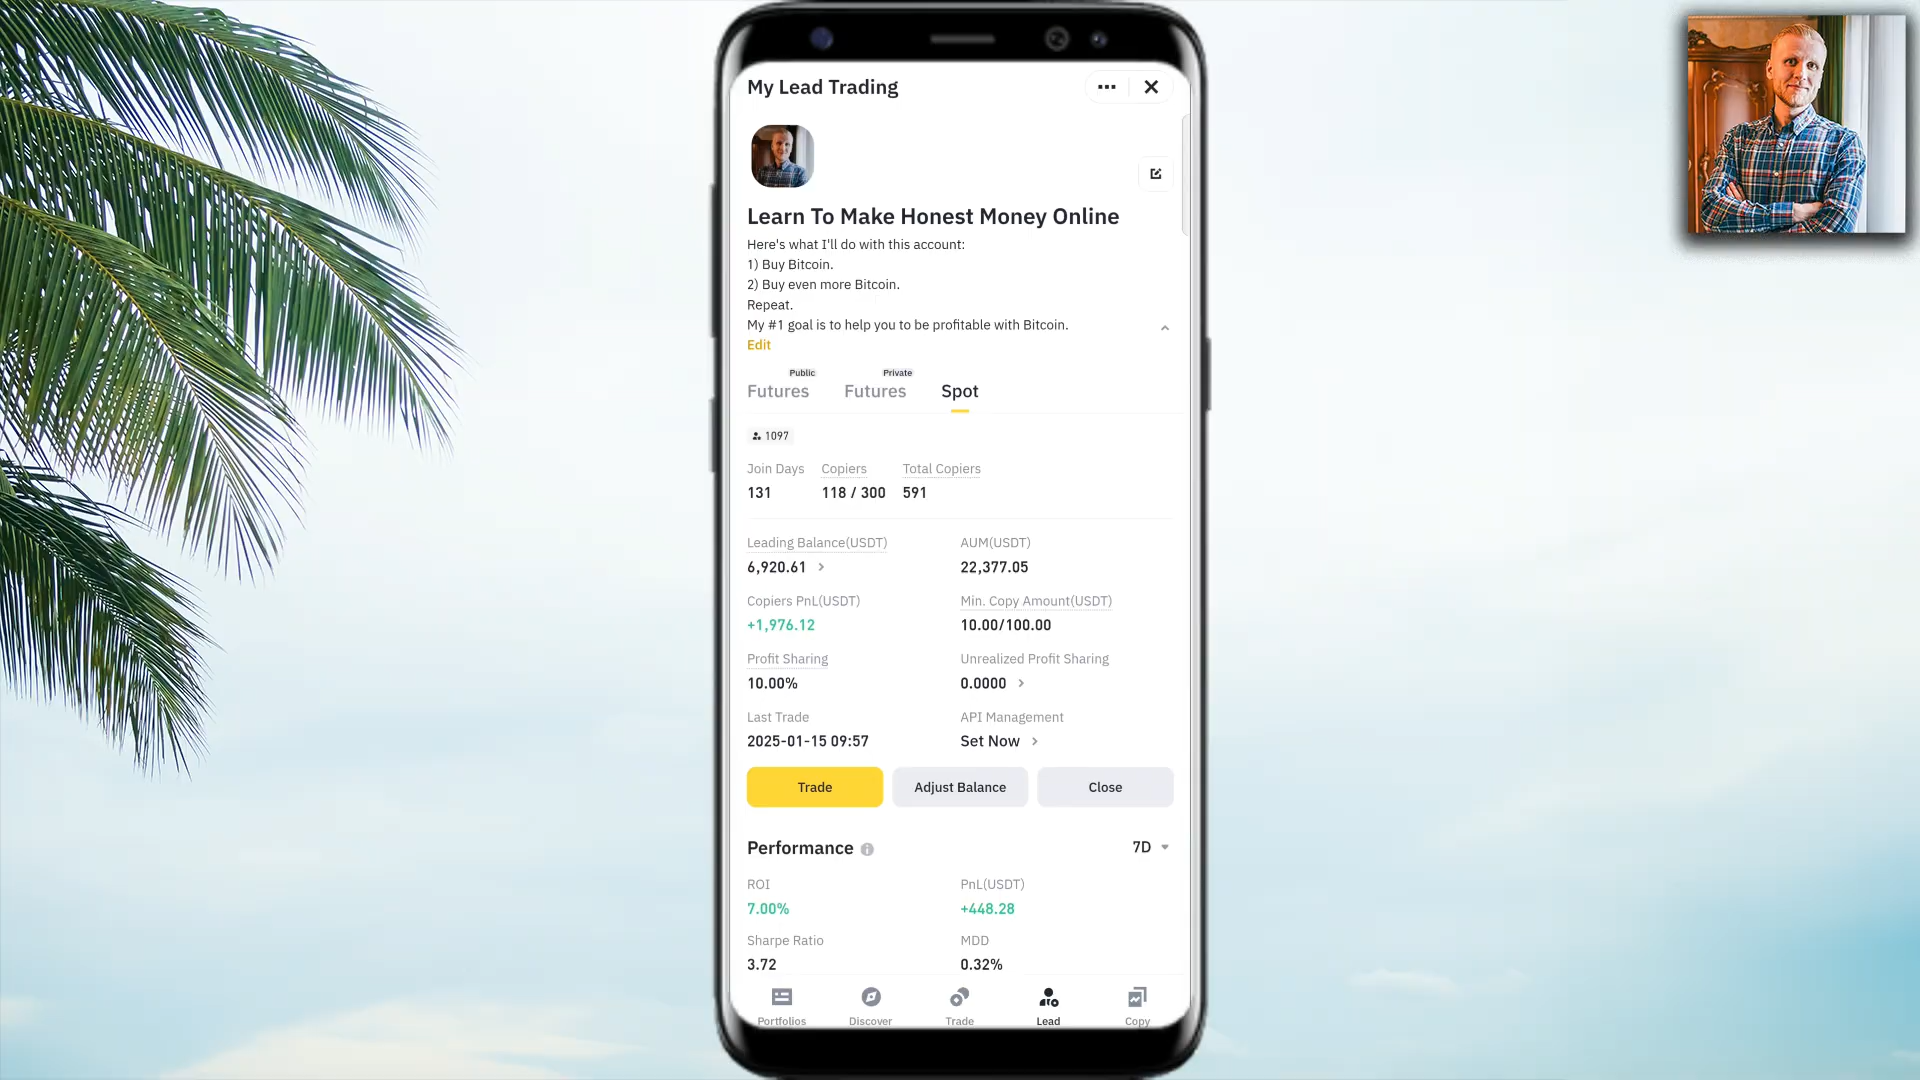 My Lead Trading
Learn To Make Honest Money Online
Here's what I'll do with this account:
1) Buy Bitcoin.
2) Buy even more Bitcoin.
Repeat.
My #1 goal is to help you to be profitable with Bitcoin.
Edit
Futures Public Futures Private Spot
1097
Join Days Copiers Total Copiers
131 118 / 300 591
Leading Balance(USDT) AUM(USDT)
6,920.61 22,377.05
Copiers PnL(USDT) Min. Copy Amount(USDT)
+1,976.12 10.00/100.00
Profit Sharing Unrealized Profit Sharing
10.00% 0.0000
Last Trade API Management
2025-01-15 09:57 Set Now
Trade Adjust Balance Close
Performance 7D
ROI PnL(USDT)
7.00% +448.28
Sharpe Ratio MDD
3.72 0.32%
Portfolios Discover Trade Lead Copy